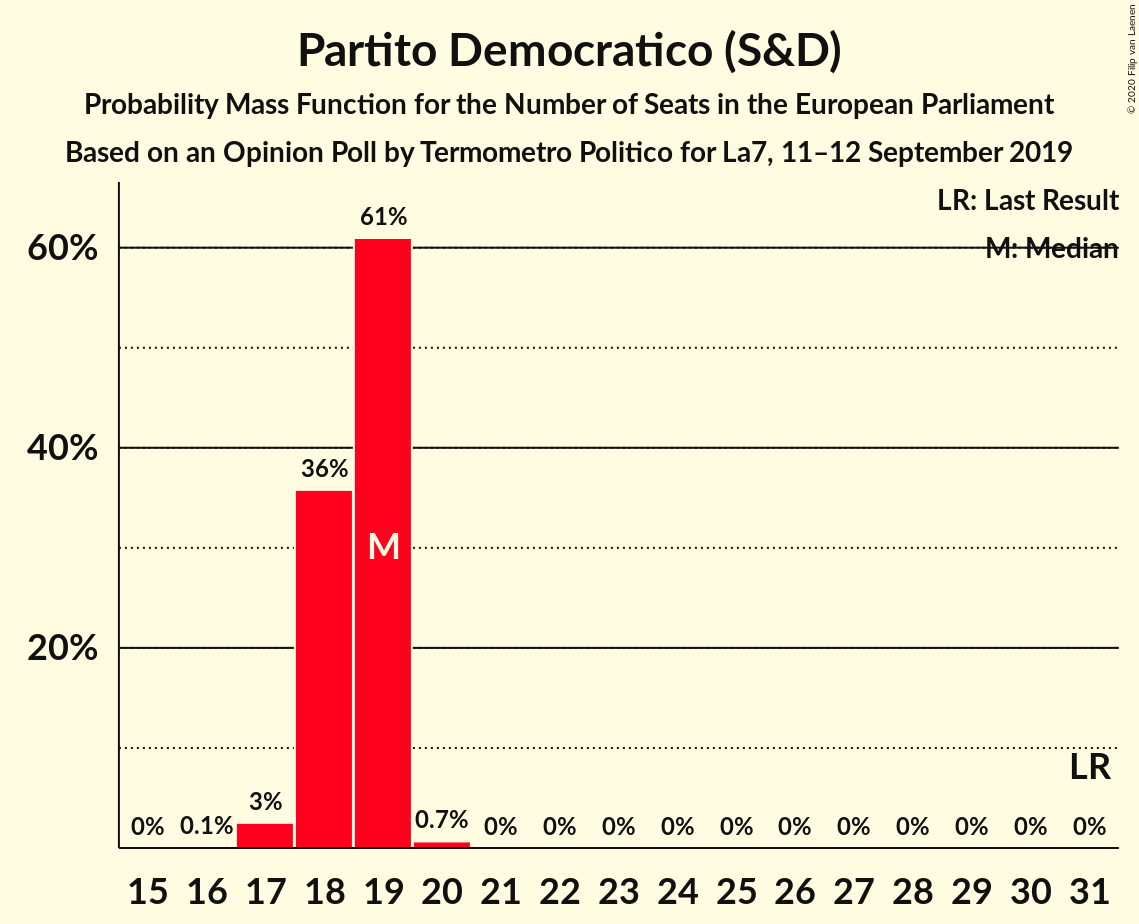 Partito Democratico (S&D)
Probability Mass Function for the Number of Seats in the European Parliament
Based on an Opinion Poll by Termometro Politico for La7, 11–12 September 2019
© 2020 Filip van Laenen
LR: Last Result
M: Median
60%
40%
20%
61%
36%
M
LR
3%
0% 0.1% 0.7% 0% 0% 0% 0% 0% 0% 0% 0% 0% 0% 0%
15 16 17 18 19 20 21 22 23 24 25 26 27 28 29 30 31